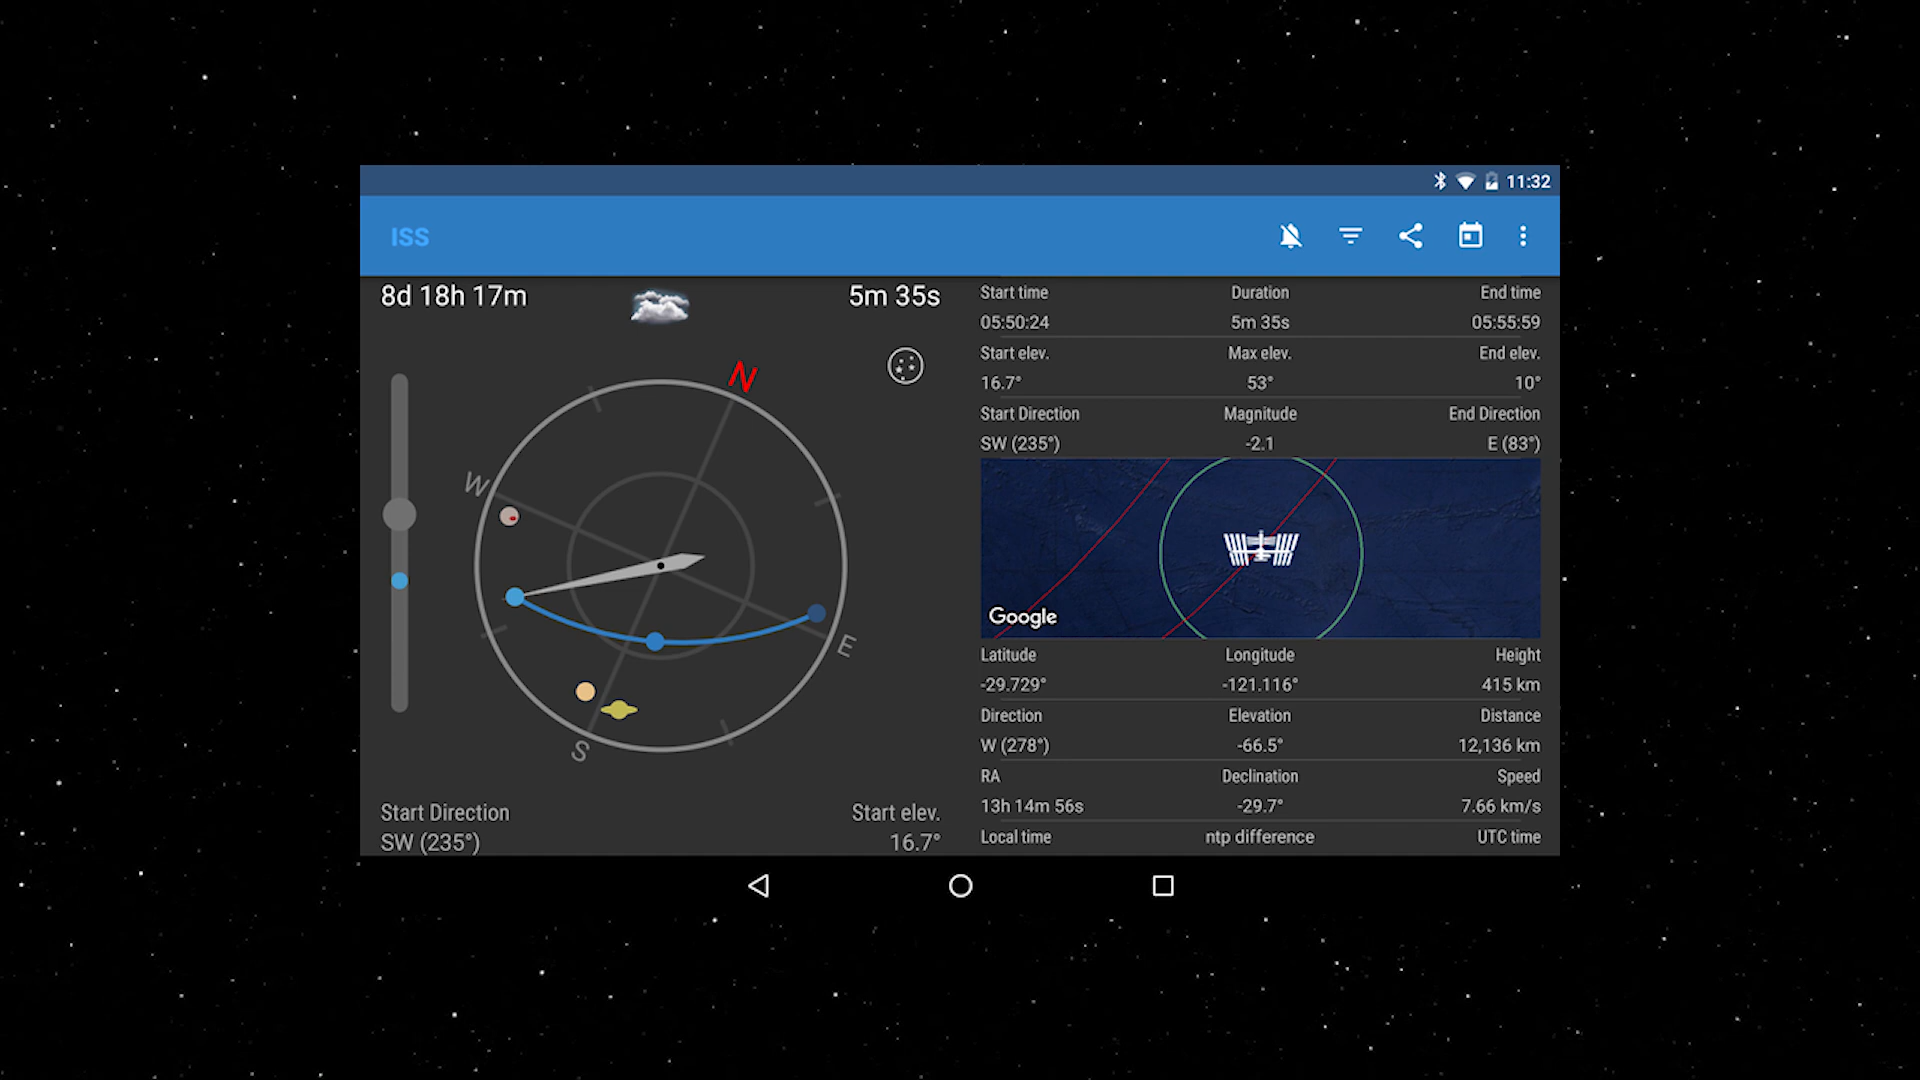 11:32
ISS
8d 18h 17m
5m 35s
N
W
E
S
Start Direction
Start elev.
SW (235°)
16.7°
Start time Duration End time
05:50:24 5m 35s 05:55:59
Start elev. Max elev. End elev.
16.7° 53° 10°
Start Direction Magnitude End Direction
SW (235°) -2.1 E (83°)
Google
Latitude Longitude Height
-29.729° -121.116° 415 km
Direction Elevation Distance
W (278°) -66.5° 12,136 km
RA Declination Speed
13h 14m 56s -29.7° 7.66 km/s
Local time ntp difference UTC time